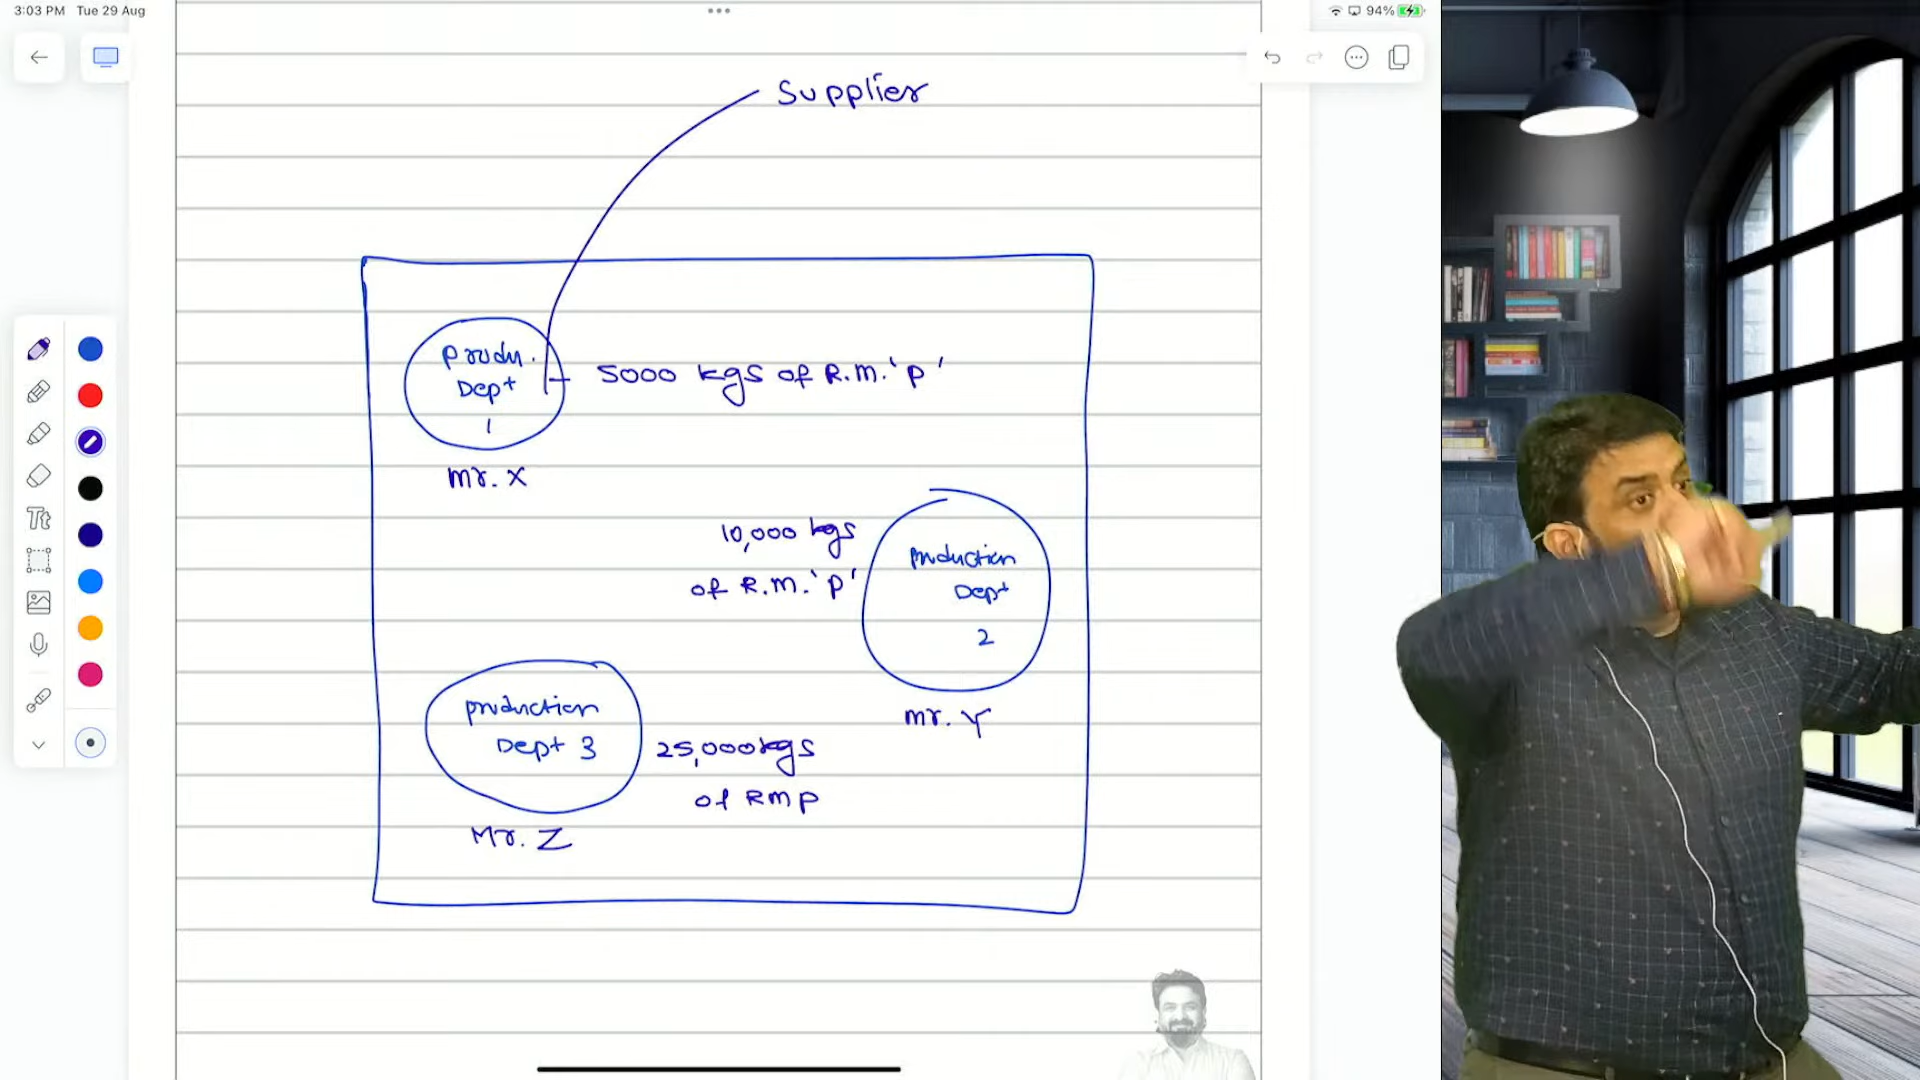 3:03 PM Tue 29 Aug
94%
Supplier
Produ.
Dept
1
5000 kgs of R.M. 'P'
Mr. X
10,000 kgs
of R.M. 'P'
Production
Dept
2
Mr. Y
Production
Dept 3
25,000 kgs
of RMP
Mr. Z
Tt